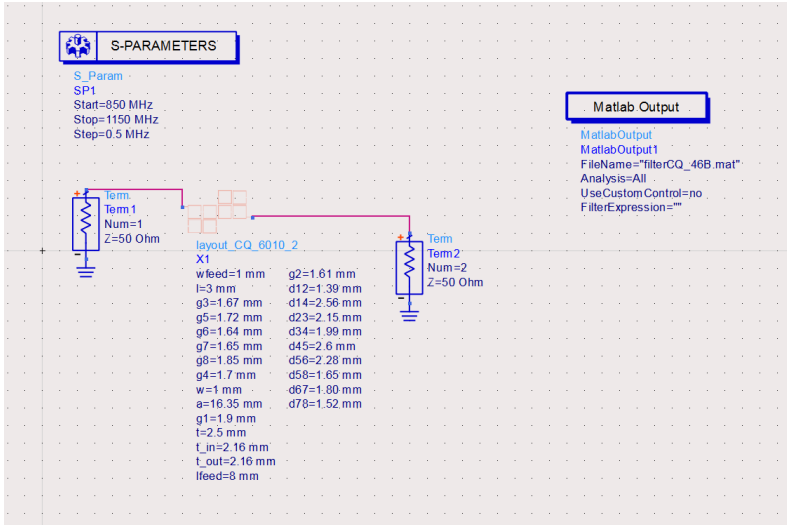 S-PARAMETERS
S_Param
SP1
Start=850 MHz
Stop=1150 MHz
Step=0.5 MHz
Matlab Output
MatlabOutput
MatlabOutput1
FileName="filterCQ_46B.mat"
Analysis=All
UseCustomControl=no
FilterExpression=""
Term
Term1
Num=1
Z=50 Ohm
layout_CQ_6010_2
X1
wfeed=1 mm
l=3 mm
g3=1.67 mm
g5=1.72 mm
g6=1.64 mm
g7=1.65 mm
g8=1.85 mm
g4=1.7 mm
w=1 mm
a=16.35 mm
g1=1.9 mm
t=2.5 mm
t_in=2.16 mm
t_out=2.16 mm
lfeed=8 mm
g2=1.61 mm
d12=1.39 mm
d14=2.56 mm
d23=2.15 mm
d34=1.99 mm
d45=2.6 mm
d56=2.28 mm
d58=1.65 mm
d67=1.80 mm
d78=1.52 mm
Term
Term2
Num=2
Z=50 Ohm